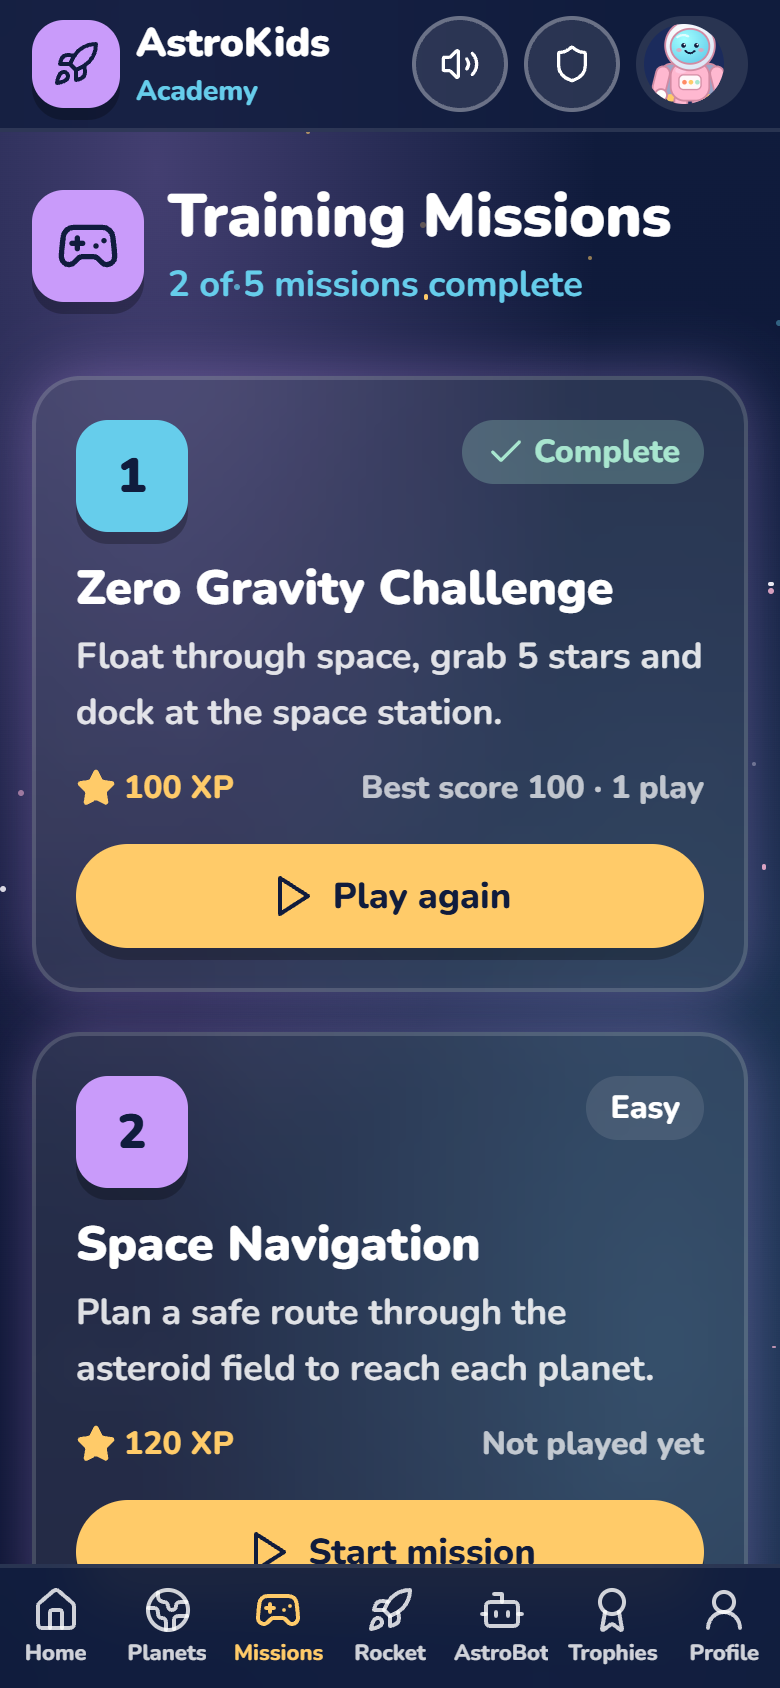 AstroKids
Academy
Training Missions
2 of 5 missions complete
1
Complete
Zero Gravity Challenge
Float through space, grab 5 stars and
dock at the space station.
100 XP
Best score 100 · 1 play
Play again
2
Easy
Space Navigation
Plan a safe route through the
asteroid field to reach each planet.
120 XP
Not played yet
Start mission
Home
Planets
Missions
Rocket
AstroBot
Trophies
Profile